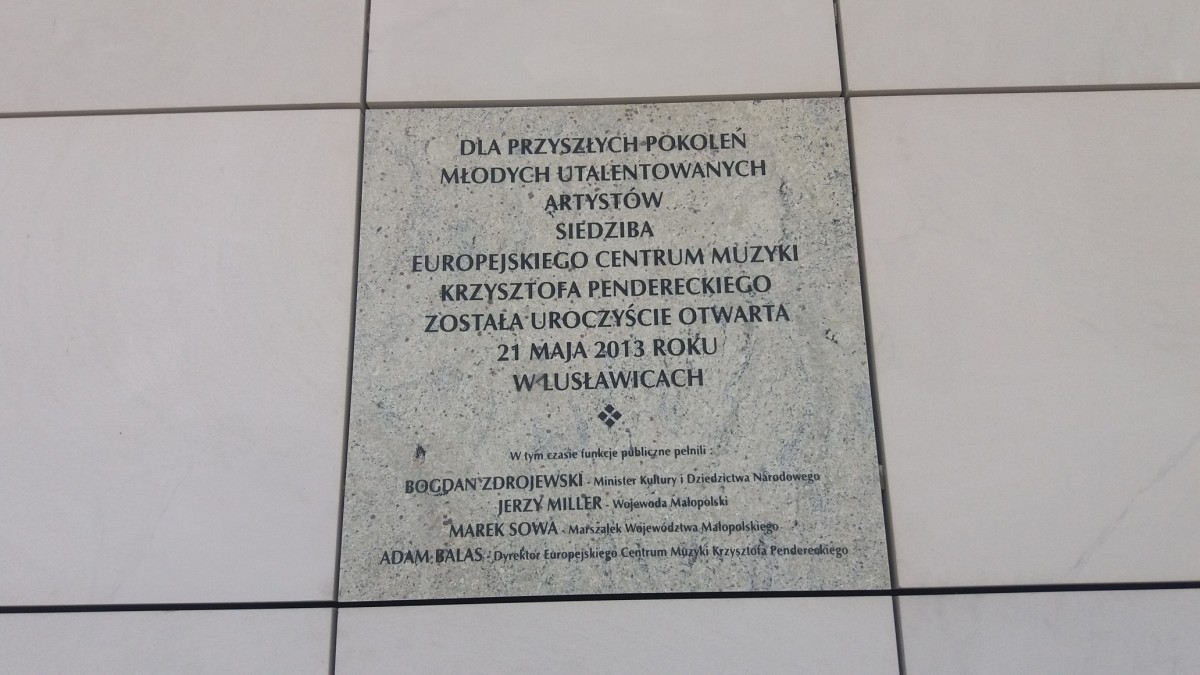 DLA PRZYSZŁYCH POKOLEŃ
MŁODYCH UTALENTOWANYCH
ARTYSTÓW
SIEDZIBA
EUROPEJSKIEGO CENTRUM MUZYKI
KRZYSZTOFA PENDERECKIEGO
ZOSTAŁA UROCZYŚCIE OTWARTA
21 MAJA 2013 ROKU
W LUSŁAWICACH
W tym czasie funkcje publiczne pełnili :
BOGDAN ZDROJEWSKI - Minister Kultury i Dziedzictwa Narodowego
JERZY MILLER - Wojewoda Małopolski
MAREK SOWA - Marszałek Województwa Małopolskiego
ADAM BALAS - Dyrektor Europejskiego Centrum Muzyki Krzysztofa Pendereckiego